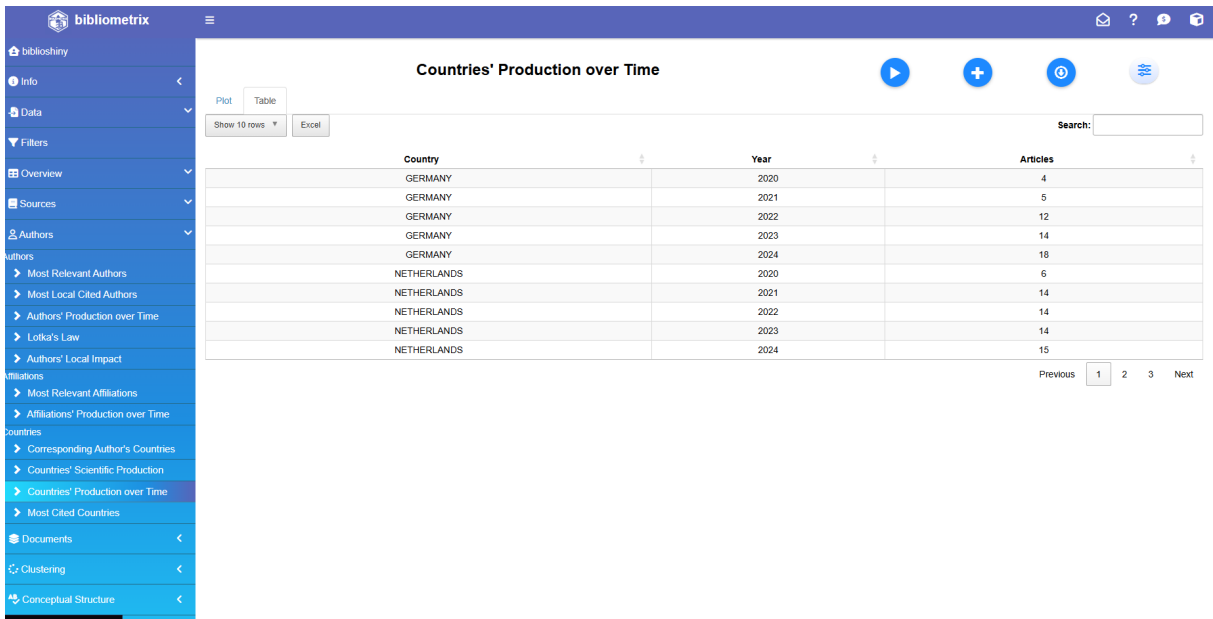 bibliometrix
biblioshiny
Info
Data
Filters
Overview
Sources
Authors
Authors
Most Relevant Authors
Most Local Cited Authors
Authors' Production over Time
Lotka's Law
Authors' Local Impact
Affiliations
Most Relevant Affiliations
Affiliations' Production over Time
Countries
Corresponding Author's Countries
Countries' Scientific Production
Countries' Production over Time
Most Cited Countries
Documents
Clustering
Conceptual Structure
Countries' Production over Time
Plot Table
Show 10 rows Excel Search:
Country Year Articles
GERMANY 2020 4
GERMANY 2021 5
GERMANY 2022 12
GERMANY 2023 14
GERMANY 2024 18
NETHERLANDS 2020 6
NETHERLANDS 2021 14
NETHERLANDS 2022 14
NETHERLANDS 2023 14
NETHERLANDS 2024 15
Previous 1 2 3 Next